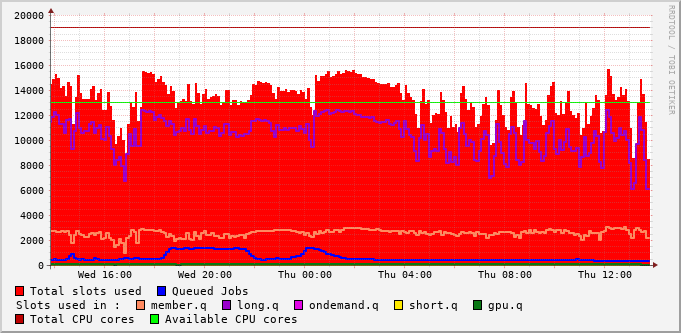 20000
18000
16000
14000
12000
10000
8000
6000
4000
2000
0
Wed 16:00 Wed 20:00 Thu 00:00 Thu 04:00 Thu 08:00 Thu 12:00
RRDTOOL / TOBI OETIKER
Total slots used Queued Jobs
Slots used in : member.q long.q ondemand.q short.q gpu.q
Total CPU cores Available CPU cores